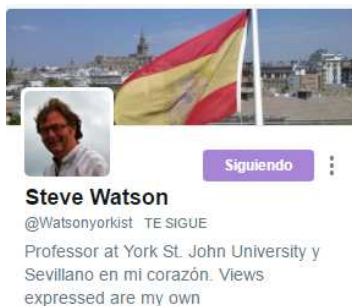 Siguiendo
Steve Watson
@Watsonyorkist TE SIGUE
Professor at York St. John University y
Sevillano en mi corazón. Views
expressed are my own